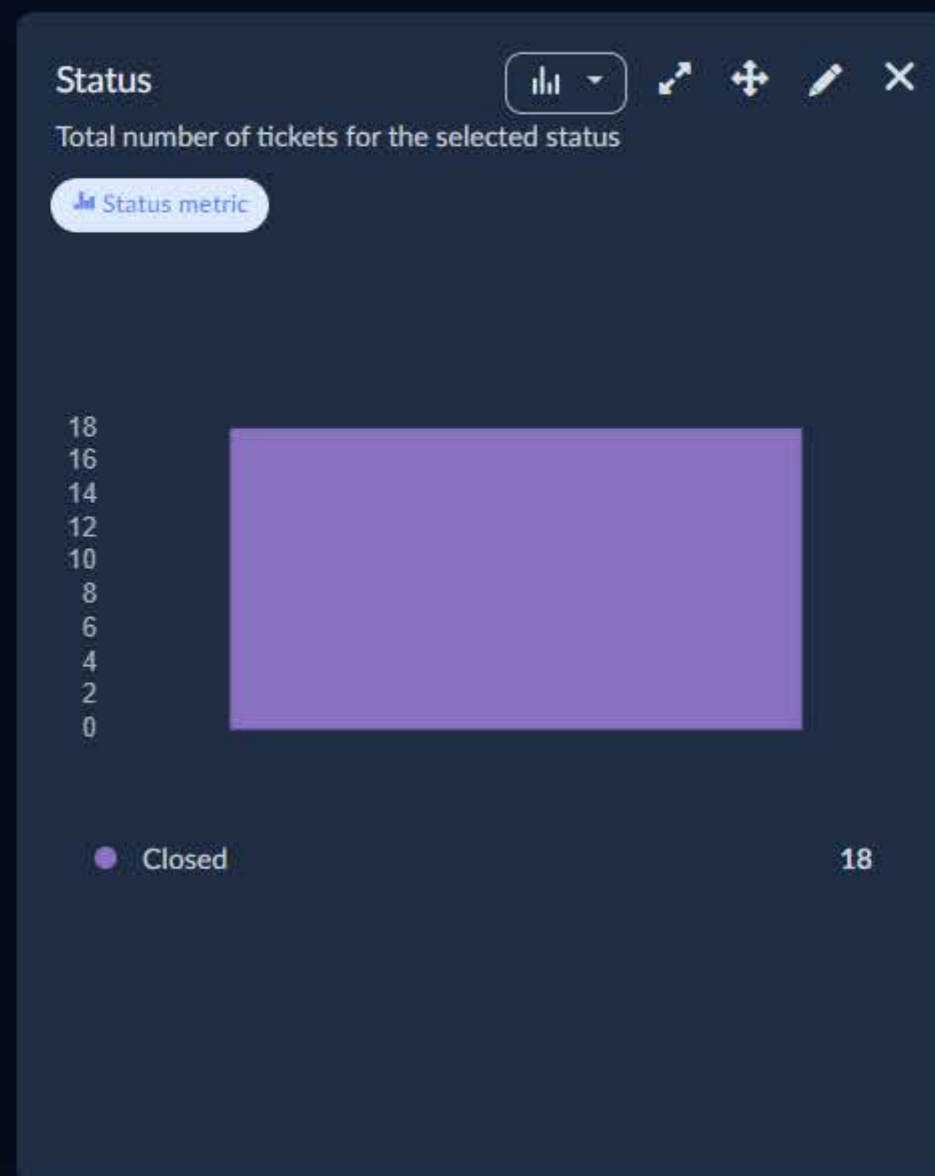 Status
Total number of tickets for the selected status
Status metric
18
16
14
12
10
8
6
4
2
0
Closed 18